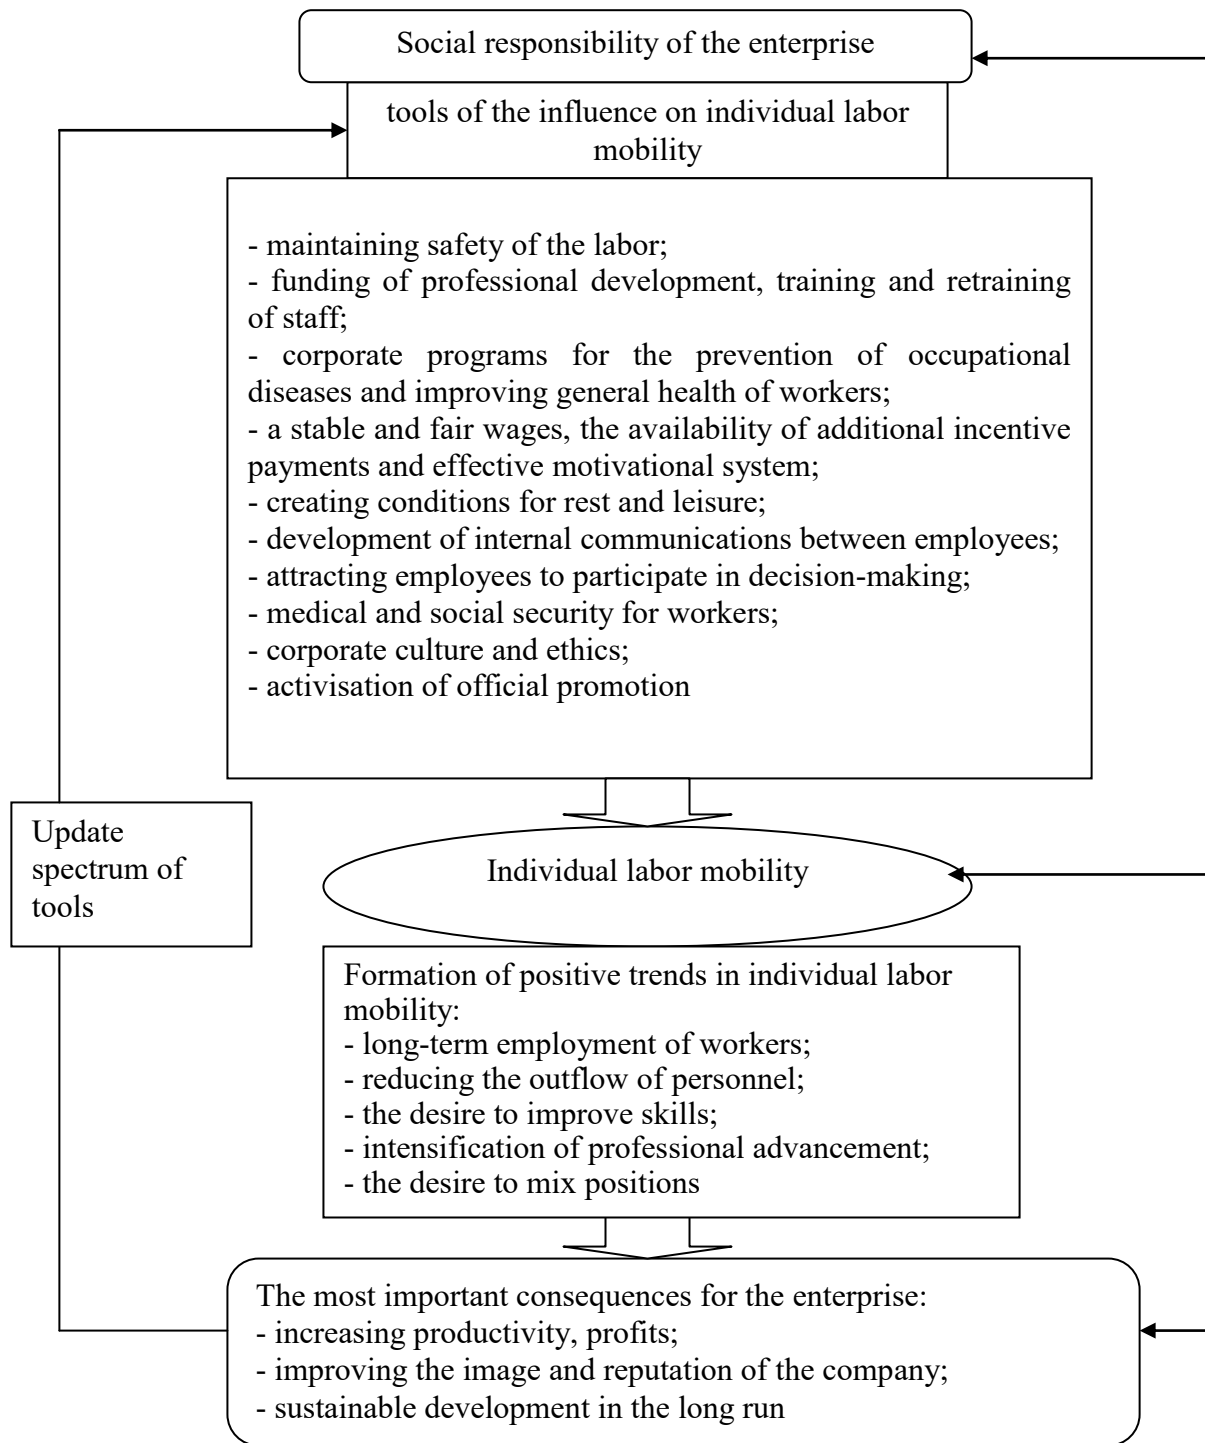 Social responsibility of the enterprise
tools of the influence on individual labor
mobility
- maintaining safety of the labor;
- funding of professional development, training and retraining
of staff;
- corporate programs for the prevention of occupational
diseases and improving general health of workers;
- a stable and fair wages, the availability of additional incentive
payments and effective motivational system;
- creating conditions for rest and leisure;
- development of internal communications between employees;
- attracting employees to participate in decision-making;
- medical and social security for workers;
- corporate culture and ethics;
- activisation of official promotion
Update
spectrum of
tools
Individual labor mobility
Formation of positive trends in individual labor
mobility:
- long-term employment of workers;
- reducing the outflow of personnel;
- the desire to improve skills;
- intensification of professional advancement;
- the desire to mix positions
The most important consequences for the enterprise:
- increasing productivity, profits;
- improving the image and reputation of the company;
- sustainable development in the long run